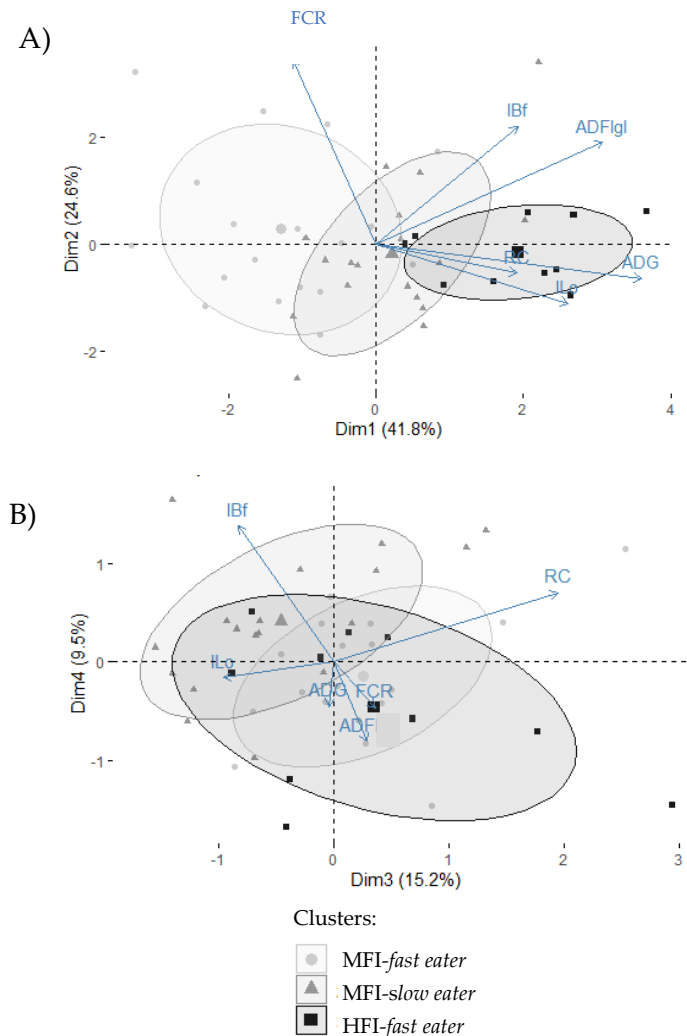 FCR
A)
IBf
ADFIgl
2
Dim2 (24.6%)
0
RC
ADG
ILo
-2
-2
0
2
4
Dim1 (41.8%)
B)
IBf
1
RC
Dim4 (9.5%)
0
ILo
ADG FCR
ADFI
-1
-1
0
1
2
3
Dim3 (15.2%)
Clusters:
MFI-fast eater
MFI-slow eater
HFI-fast eater